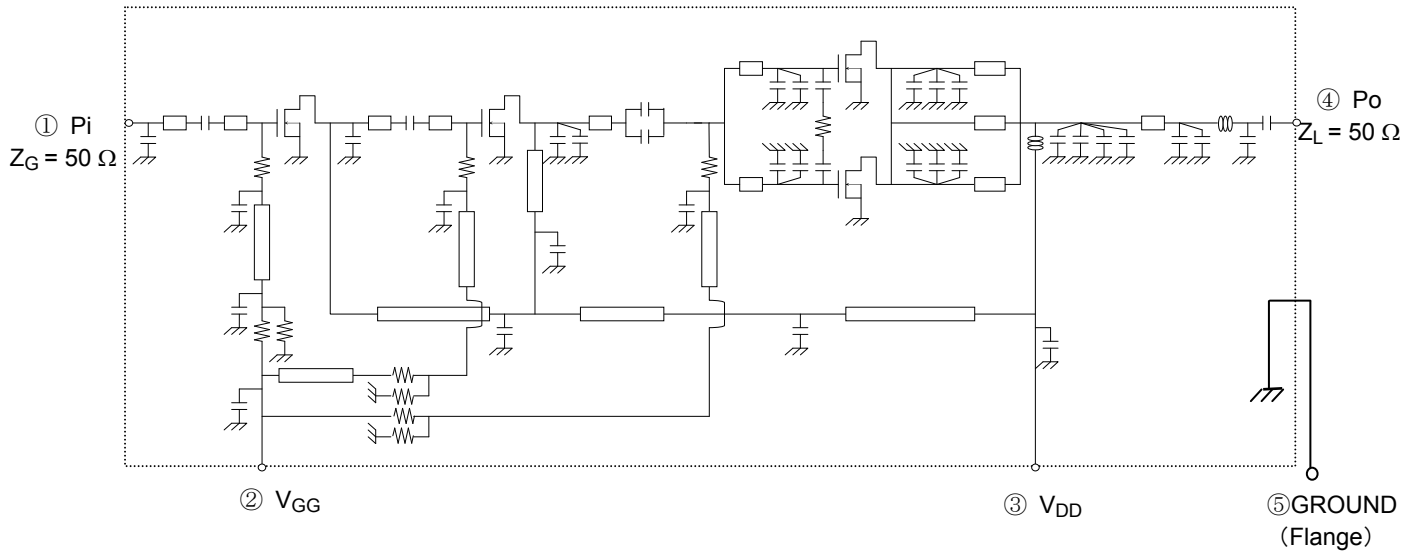 ① Pi
Z_G = 50 Ω
④ Po
Z_L = 50 Ω
② V_GG
③ V_DD
⑤GROUND
（Flange）